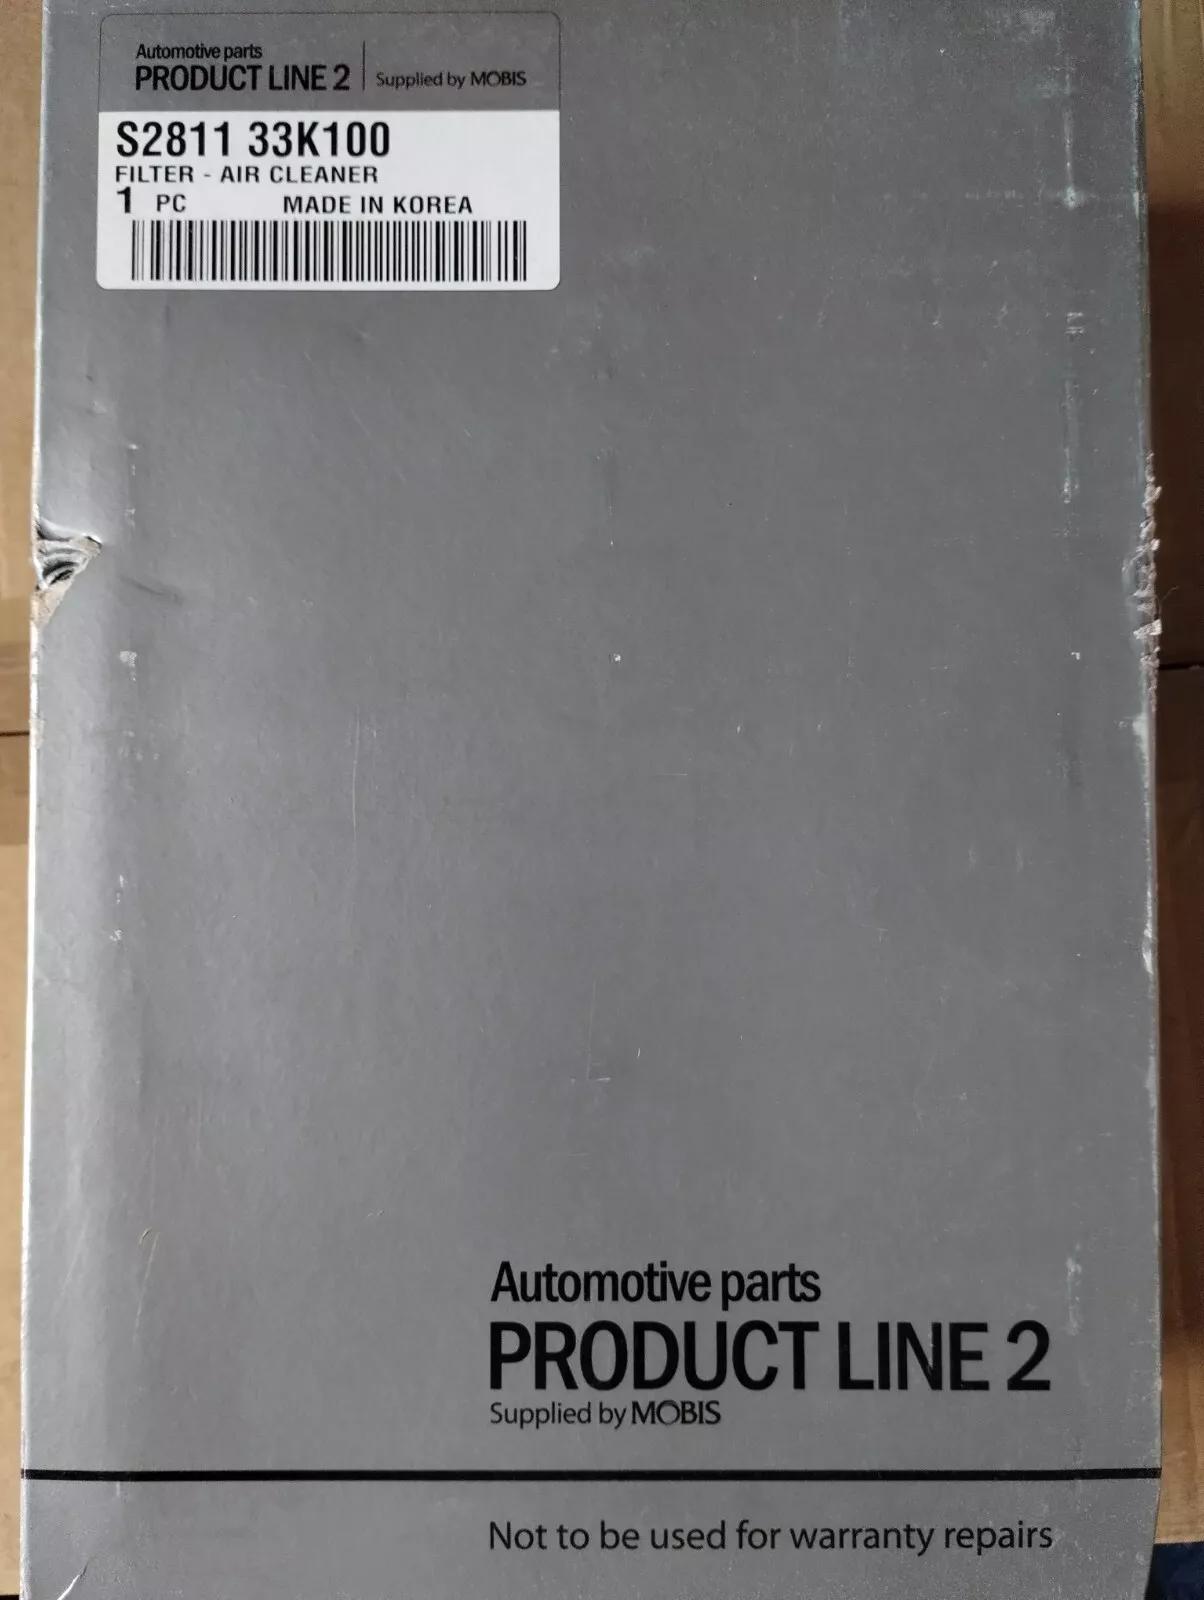 Automotive parts
PRODUCT LINE 2 Supplied by MOBIS
S2811 33K100
FILTER - AIR CLEANER
1 PC MADE IN KOREA
Automotive parts
PRODUCT LINE 2
Supplied by MOBIS
Not to be used for warranty repairs